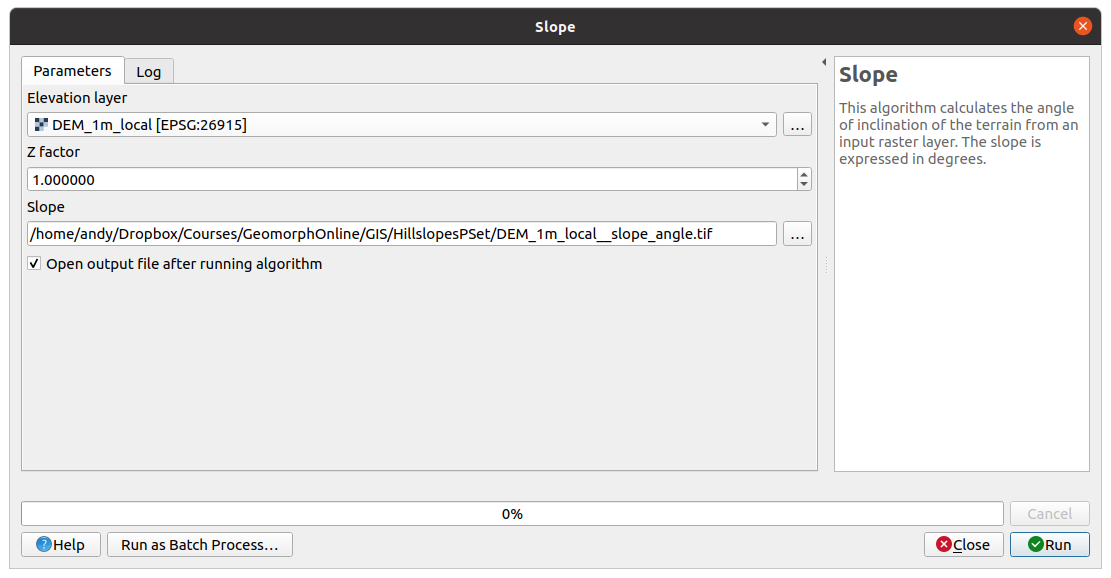 Slope
Parameters
Log
Elevation layer
DEM_1m_local [EPSG:26915]
...
Z factor
1.000000
Slope
/home/andy/Dropbox/Courses/GeomorphOnline/GIS/HillslopesPSet/DEM_1m_local__slope_angle.tif
...
Open output file after running algorithm
Slope
This algorithm calculates the angle
of inclination of the terrain from an
input raster layer. The slope is
expressed in degrees.
0%
Cancel
Help
Run as Batch Process…
Close
Run